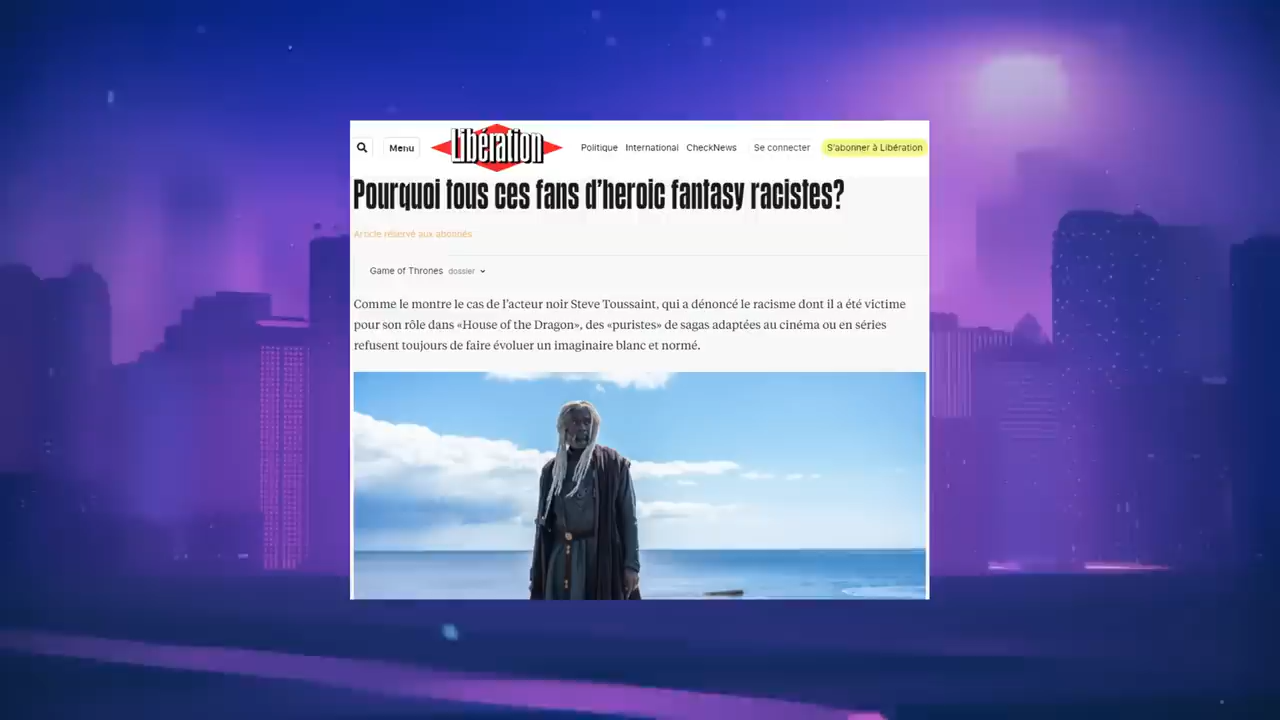 Menu
Libération
Politique International CheckNews
Se connecter
S'abonner à Libération
Pourquoi tous ces fans d'heroic fantasy racistes?
Article réservé aux abonnés
Game of Thrones dossier
Comme le montre le cas de l'acteur noir Steve Toussaint, qui a dénoncé le racisme dont il a été victime
pour son rôle dans «House of the Dragon», des «puristes» de sagas adaptées au cinéma ou en séries
refusent toujours de faire évoluer un imaginaire blanc et normé.